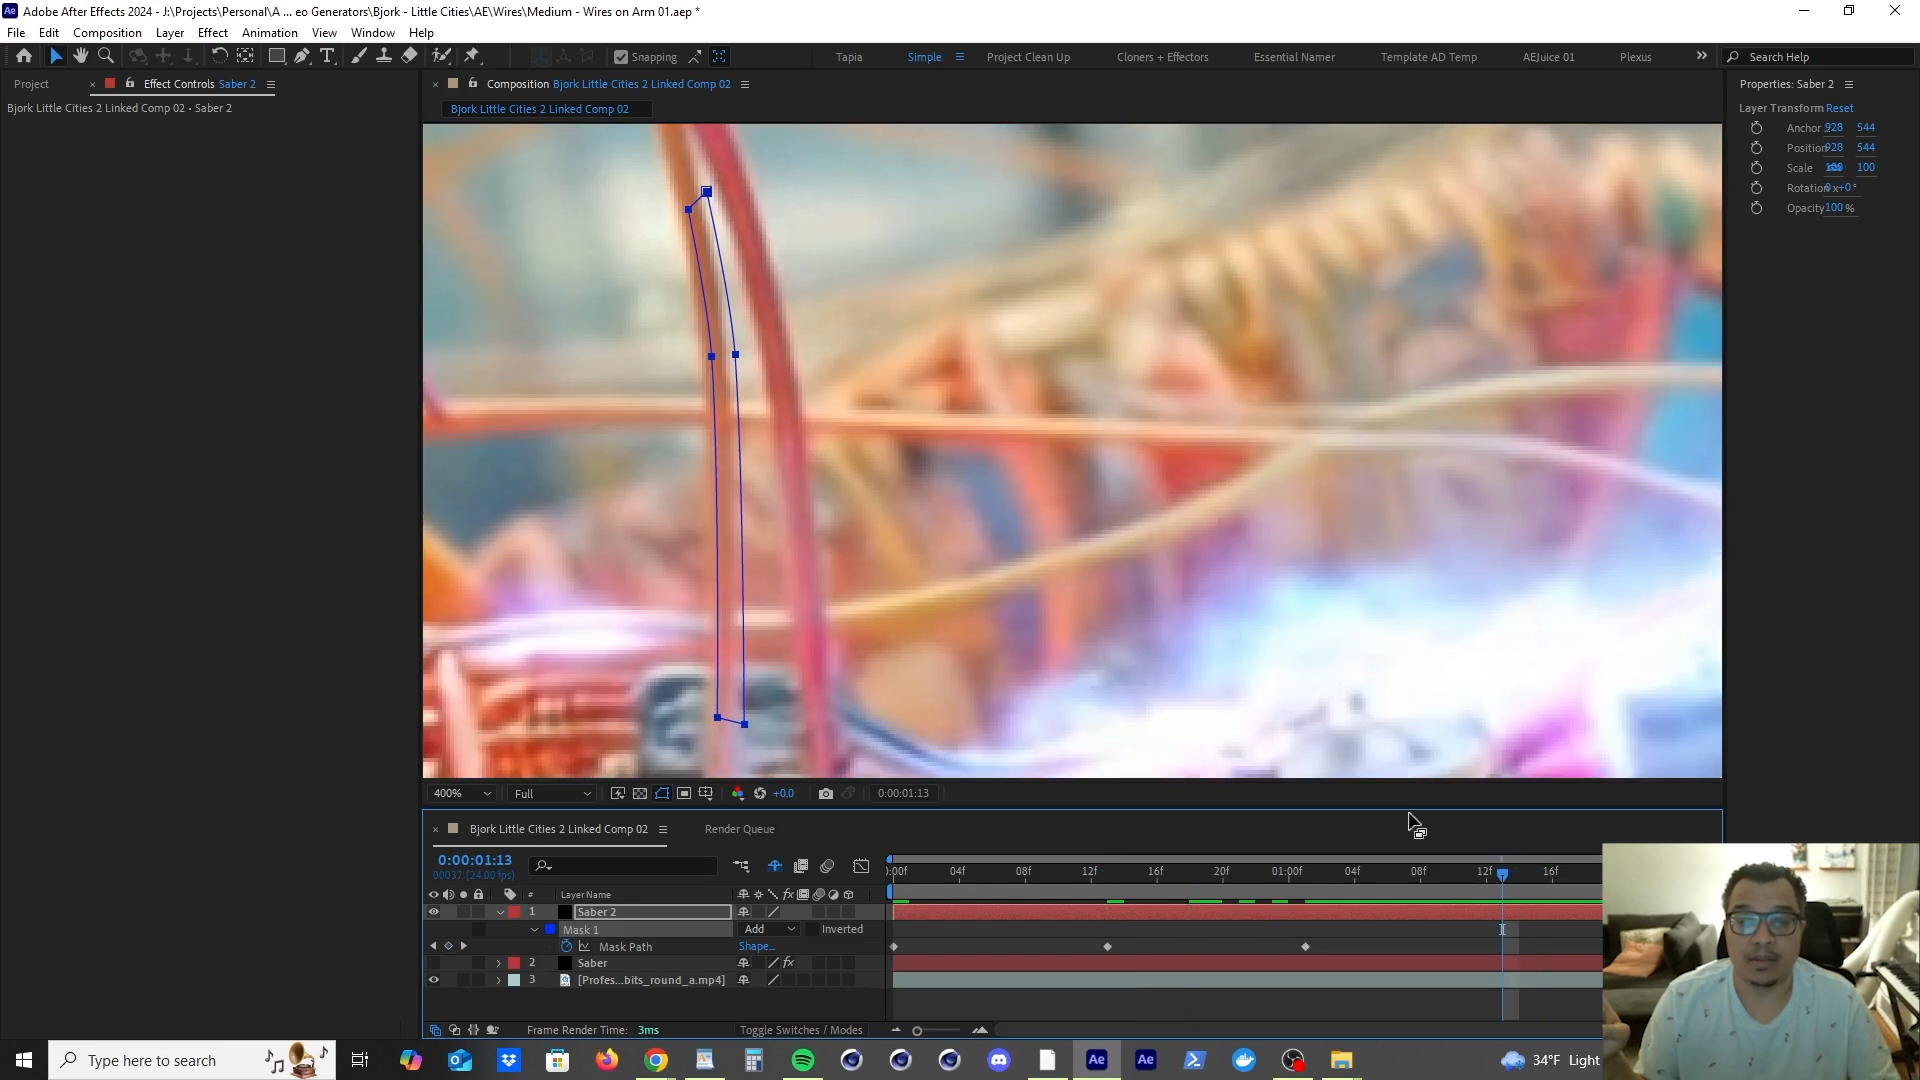 Adobe After Effects 2024 - J:\Projects\Personal\A ... eo Generators\Bjork - Little Cities\AE\Wires\Medium - Wires on Arm 01.aep *
File Edit Composition Layer Effect Animation View Window Help
Snapping Tapia Simple Project Clean Up Cloners + Effectors Essential Namer Template AD Temp AEJuice 01 Plexus Search Help
Project Effect Controls Saber 2
Composition Bjork Little Cities 2 Linked Comp 02
Properties: Saber 2
Bjork Little Cities 2 Linked Comp 02 • Saber 2
Bjork Little Cities 2 Linked Comp 02
Layer Transform Reset
Anchor 928 544
Position 928 544
Scale 100 100
Rotation 0 x+0°
Opacity 100 %
400% Full +0.0 0:00:01:13
Bjork Little Cities 2 Linked Comp 02 Render Queue
0:00:01:13
00037 (24.00 fps)
:00f 04f 08f 12f 16f 20f 01:00f 04f 08f 12f 16f
# Layer Name
1 Saber 2
Mask 1 Add Inverted
Mask Path Shape...
2 Saber
3 [Profes...bits_round_a.mp4]
Frame Render Time: 3ms Toggle Switches / Modes
Type here to search
34°F Light